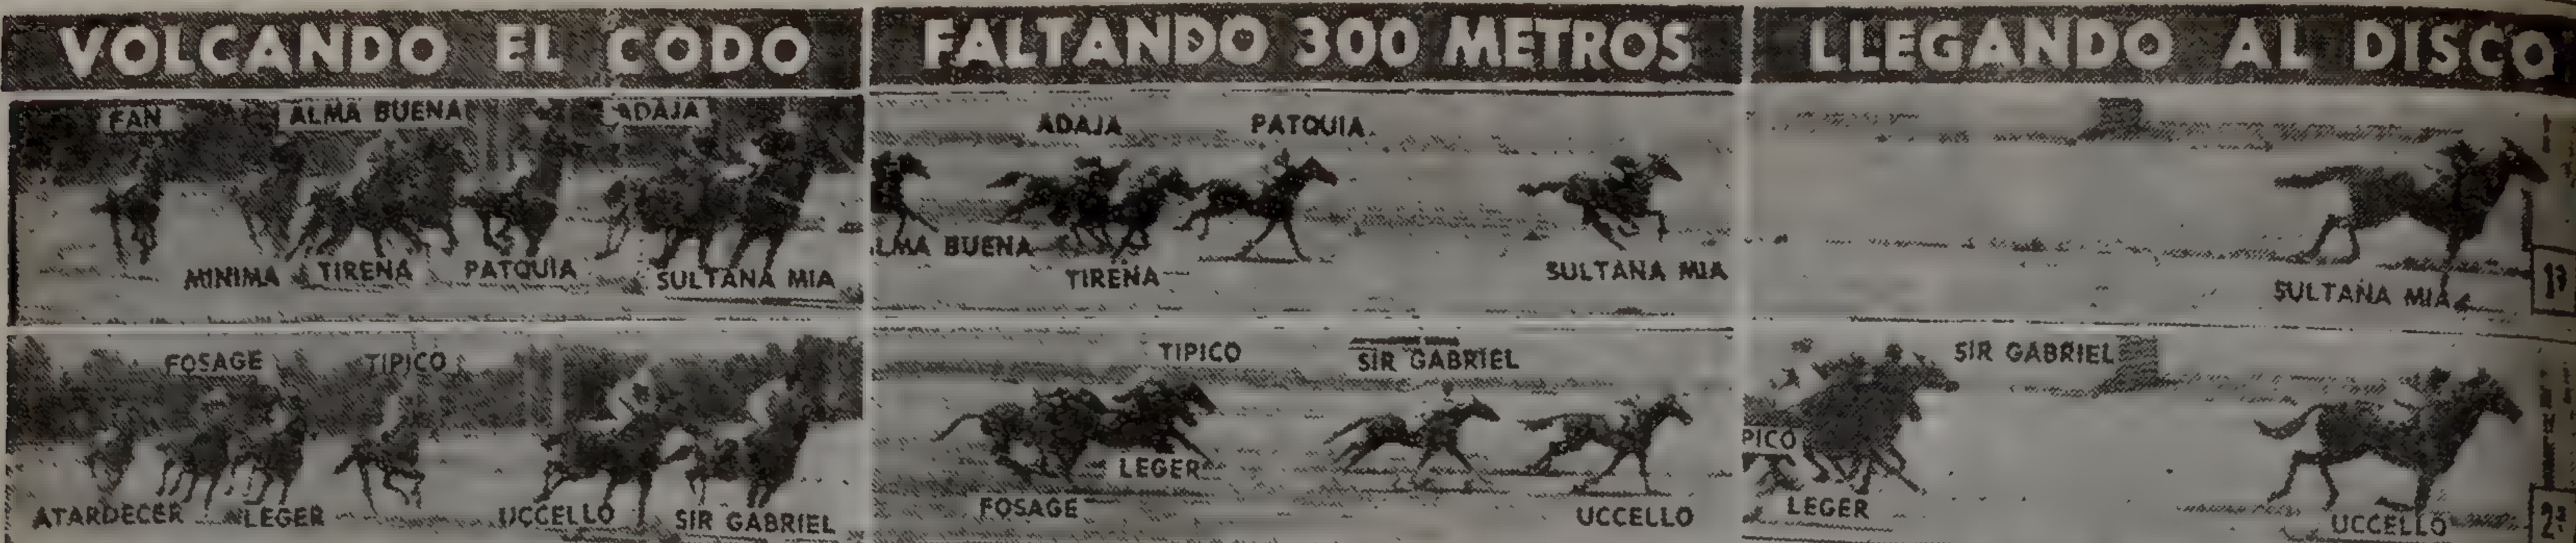 VOLCANDO EL CODO
FALTANDO 300 METROS
LLEGANDO AL DISCO
FAN ALMA BUENA ADAJA
MINIMA TIRENA PATQUIA SULTANA MIA
ADAJA PATQUIA
LMA BUENA TIRENA SULTANA MIA
SULTANA MIA
1ª
FOSAGE TIPICO
ATARDECER LEGER UCCELLO SIR GABRIEL
TIPICO SIR GABRIEL
LEGER
FOSAGE UCCELLO
SIR GABRIEL
PICO
LEGER UCCELLO
2ª